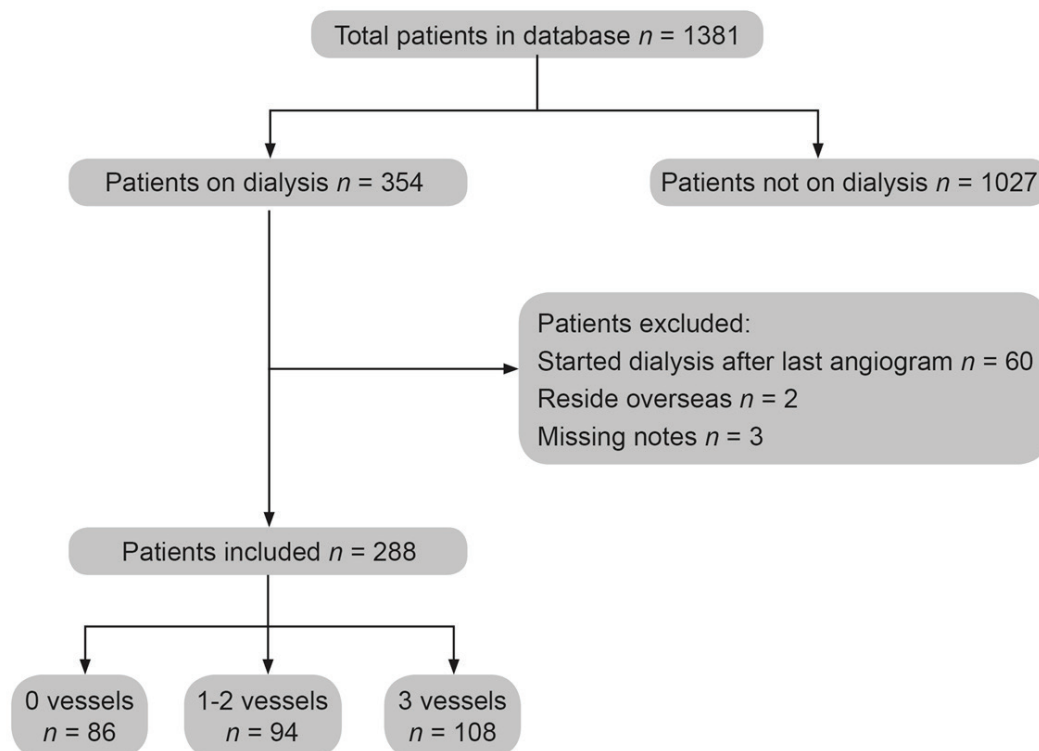 Total patients in database n = 1381
Patients on dialysis n = 354
Patients not on dialysis n = 1027
Patients excluded:
Started dialysis after last angiogram n = 60
Reside overseas n = 2
Missing notes n = 3
Patients included n = 288
0 vessels
n = 86
1-2 vessels
n = 94
3 vessels
n = 108